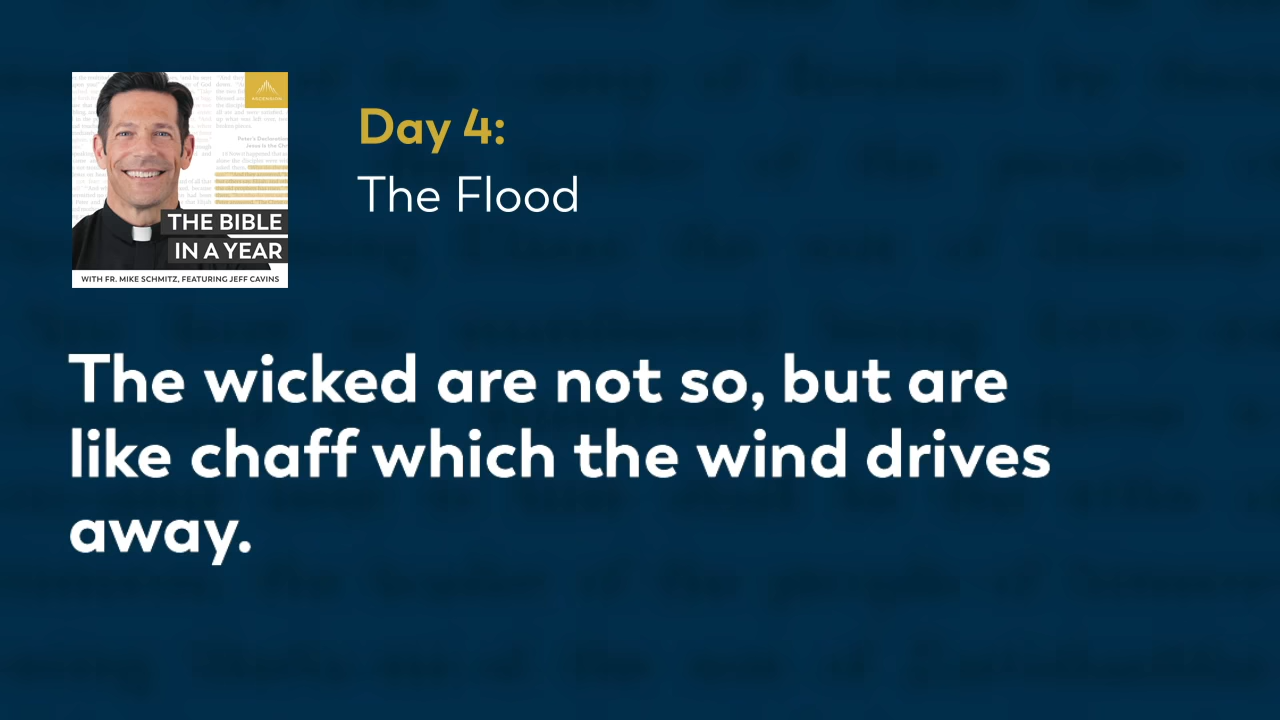 Day 4:
The Flood
THE BIBLE
IN A YEAR
WITH FR. MIKE SCHMITZ, FEATURING JEFF CAVINS
The wicked are not so, but are
like chaff which the wind drives
away.